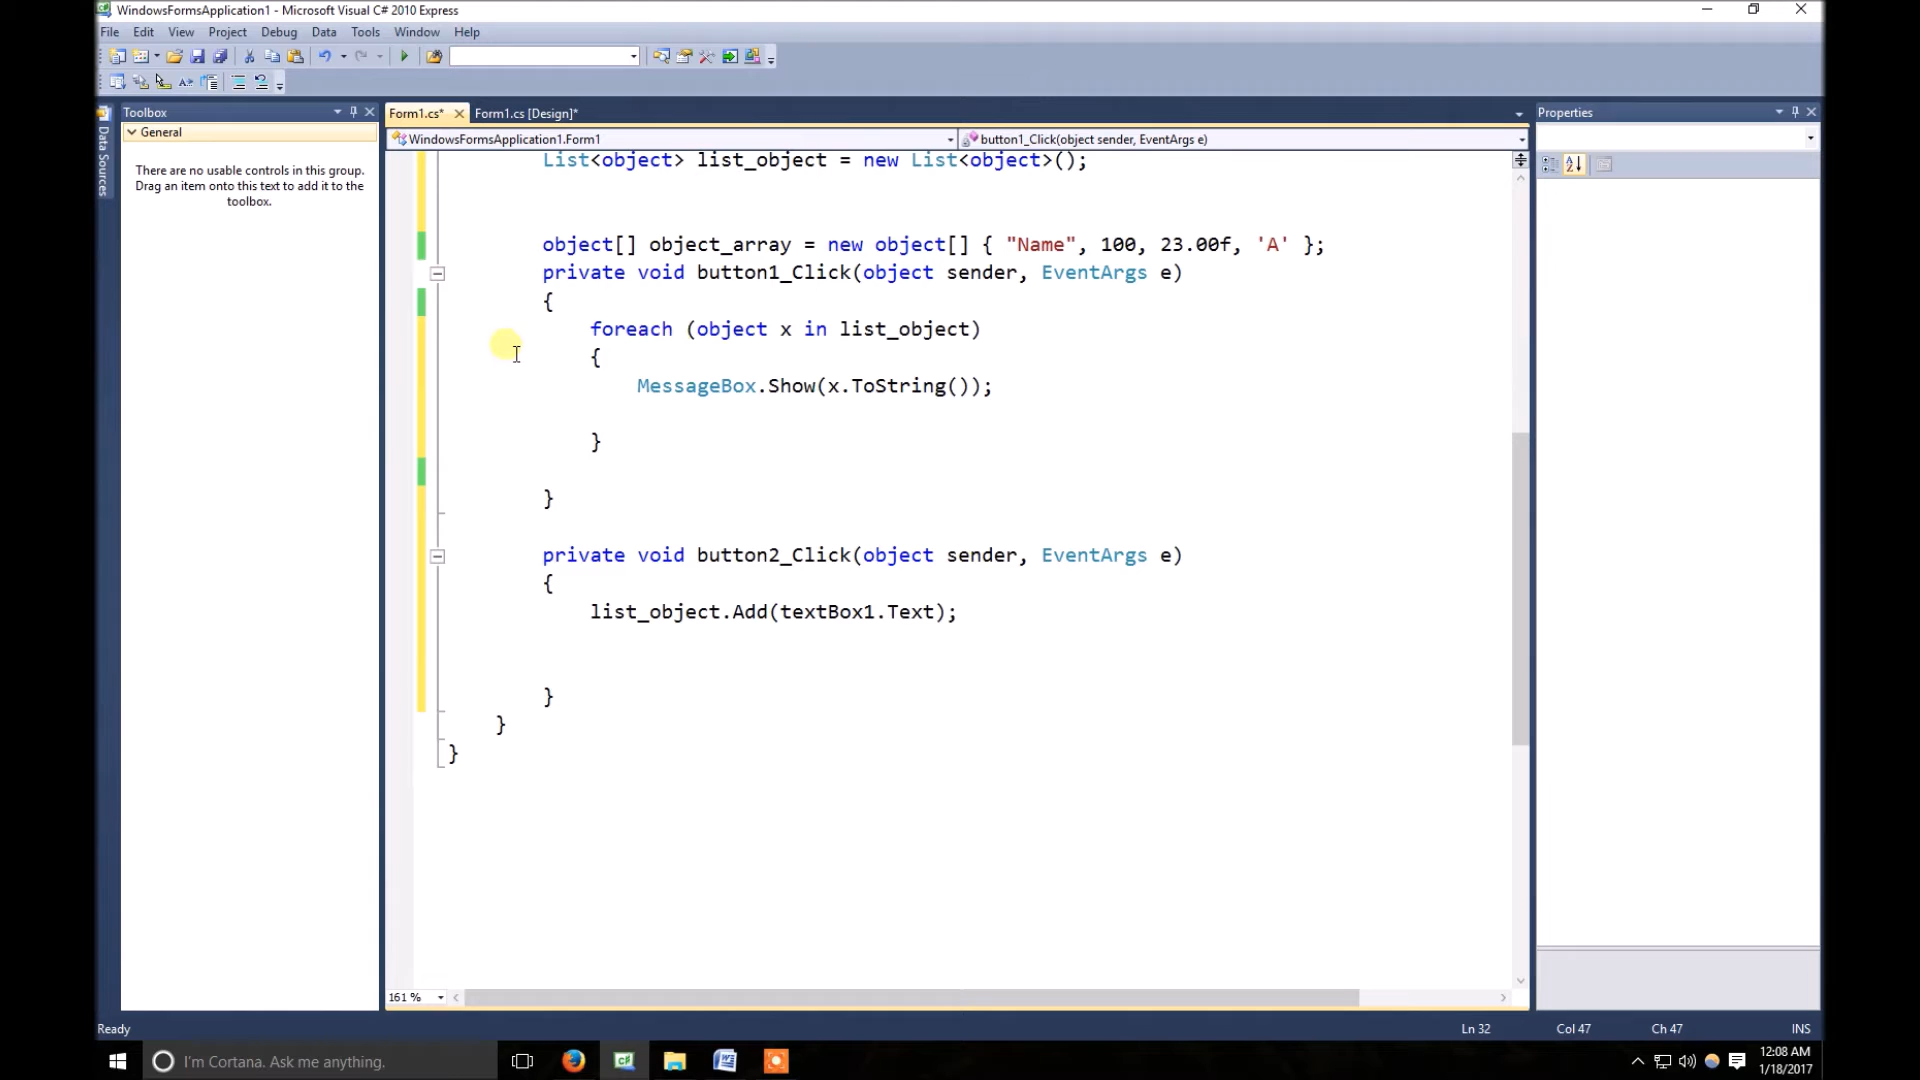 WindowsFormsApplication1 - Microsoft Visual C# 2010 Express
File Edit View Project Debug Data Tools Window Help
Toolbox
General
There are no usable controls in this group.
Drag an item onto this text to add it to the
toolbox.
Data Sources
Form1.cs* Form1.cs [Design]*
WindowsFormsApplication1.Form1 button1_Click(object sender, EventArgs e)
List<object> list_object = new List<object>();
object[] object_array = new object[] { "Name", 100, 23.00f, 'A' };
private void button1_Click(object sender, EventArgs e)
{
foreach (object x in list_object)
{
MessageBox.Show(x.ToString());
}
}
private void button2_Click(object sender, EventArgs e)
{
list_object.Add(textBox1.Text);
}
}
}
161 %
Properties
Ready Ln 32 Col 47 Ch 47 INS
I'm Cortana. Ask me anything.
12:08 AM
1/18/2017